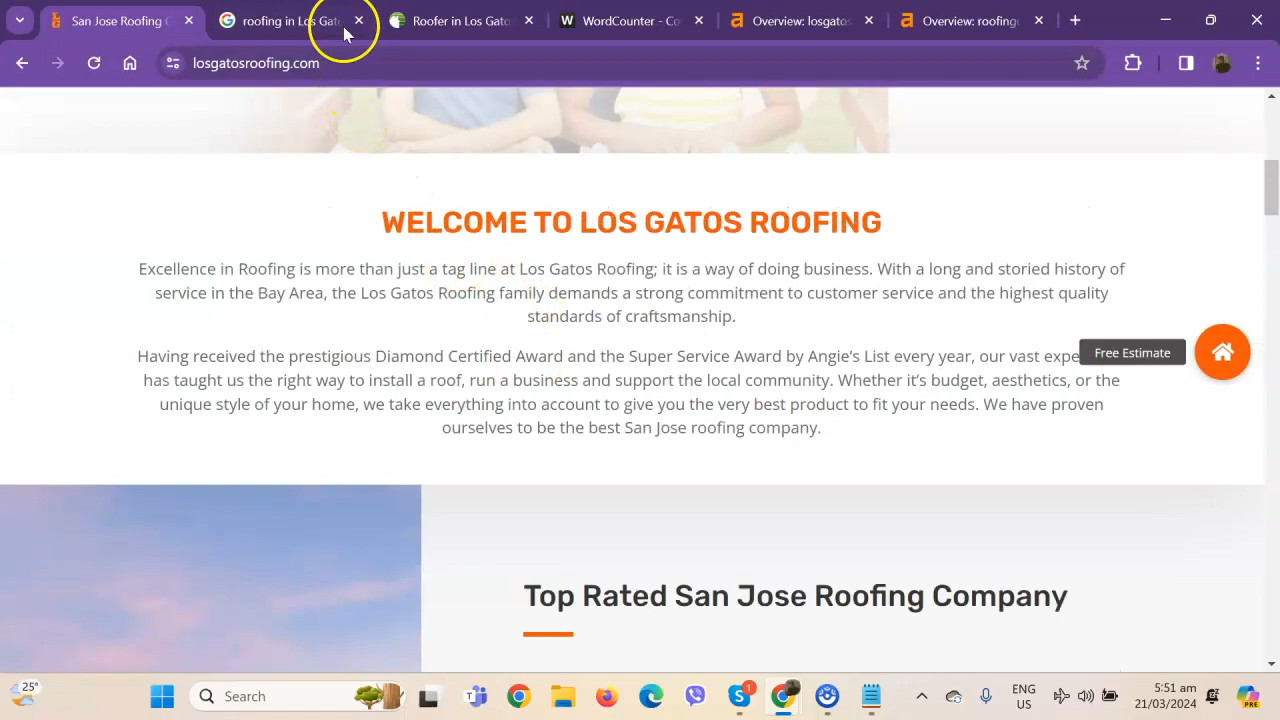 San Jose Roofing C
roofing in Los Gat
Roofer in Los Gato
WordCounter - Co
Overview: losgatos
Overview: roofing
losgatosroofing.com
WELCOME TO LOS GATOS ROOFING
Excellence in Roofing is more than just a tag line at Los Gatos Roofing; it is a way of doing business. With a long and storied history of
service in the Bay Area, the Los Gatos Roofing family demands a strong commitment to customer service and the highest quality
standards of craftsmanship.
Having received the prestigious Diamond Certified Award and the Super Service Award by Angie's List every year, our vast expe
has taught us the right way to install a roof, run a business and support the local community. Whether it's budget, aesthetics, or the
unique style of your home, we take everything into account to give you the very best product to fit your needs. We have proven
ourselves to be the best San Jose roofing company.
Free Estimate
Top Rated San Jose Roofing Company
25°
Search
1
ENG
US
5:51 am
21/03/2024
PRE